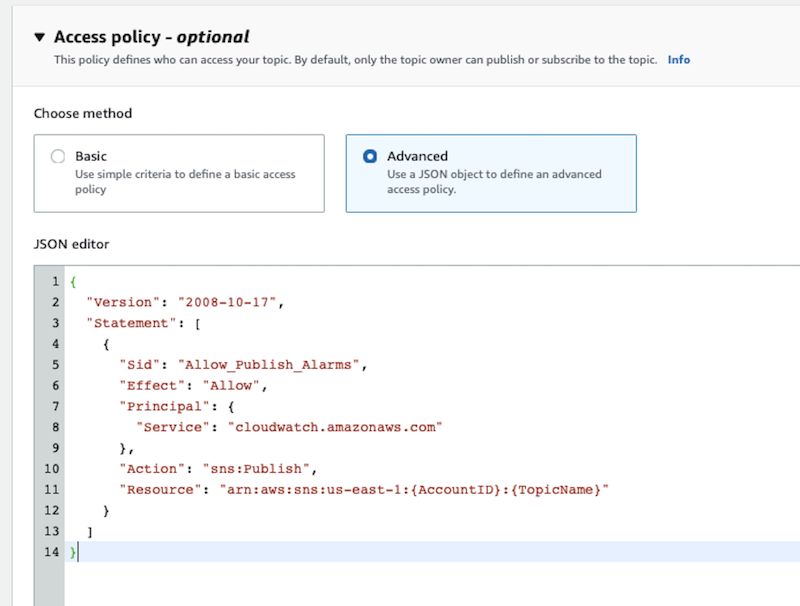 ▼ Access policy - optional
This policy defines who can access your topic. By default, only the topic owner can publish or subscribe to the topic. Info
Choose method
Basic
Use simple criteria to define a basic access
policy
Advanced
Use a JSON object to define an advanced
access policy.
JSON editor
1 {
2   "Version": "2008-10-17",
3   "Statement": [
4     {
5       "Sid": "Allow_Publish_Alarms",
6       "Effect": "Allow",
7       "Principal": {
8         "Service": "cloudwatch.amazonaws.com"
9       },
10       "Action": "sns:Publish",
11       "Resource": "arn:aws:sns:us-east-1:{AccountID}:{TopicName}"
12     }
13   ]
14 }